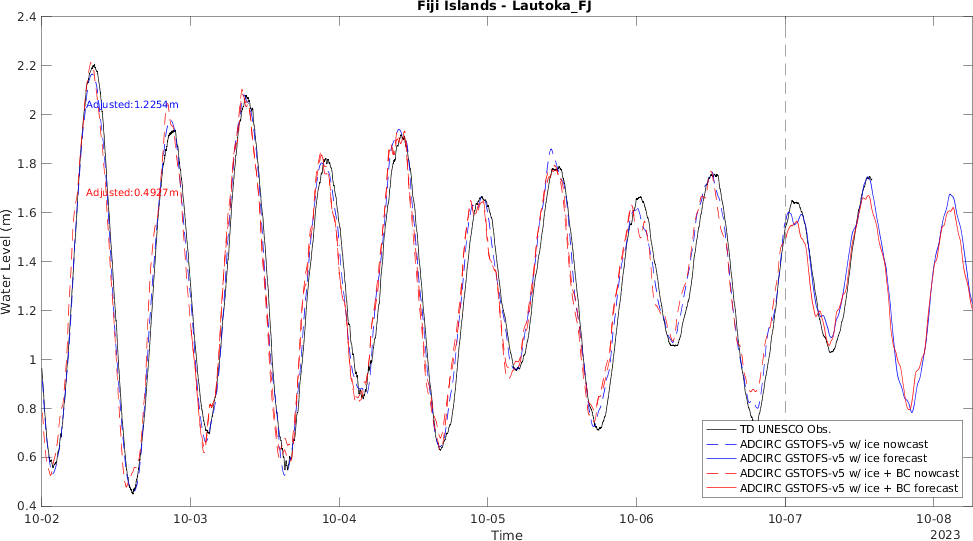 Fiji Islands - Lautoka_FJ
2.4
2.2
2
1.8
1.6
1.4
1.2
1
0.8
0.6
0.4
Water Level (m)
Adjusted:1.2254m
Adjusted:0.4927m
TD UNESCO Obs.
ADCIRC GSTOFS-v5 w/ ice nowcast
ADCIRC GSTOFS-v5 w/ ice forecast
ADCIRC GSTOFS-v5 w/ ice + BC nowcast
ADCIRC GSTOFS-v5 w/ ice + BC forecast
10-02 10-03 10-04 10-05 10-06 10-07 10-08
2023
Time